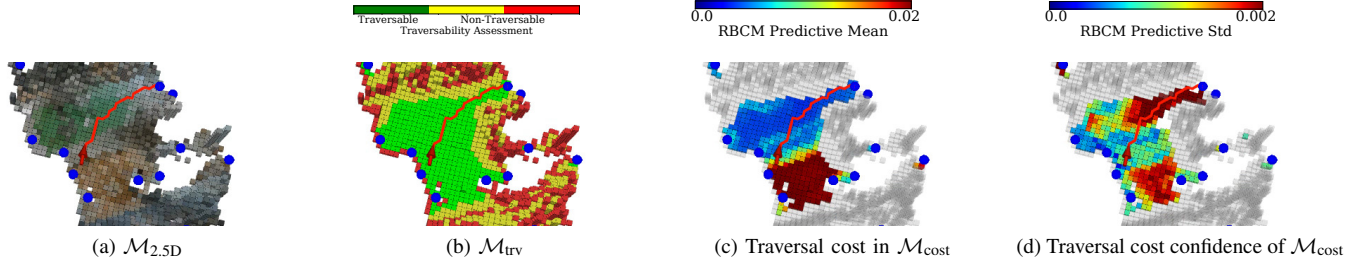 Traversable Non-Traversable
Traversability Assessment
0.0 0.02
RBCM Predictive Mean
0.0 0.002
RBCM Predictive Std
(a) M2.5D
(b) Mtrv
(c) Traversal cost in Mcost
(d) Traversal cost confidence of Mcost